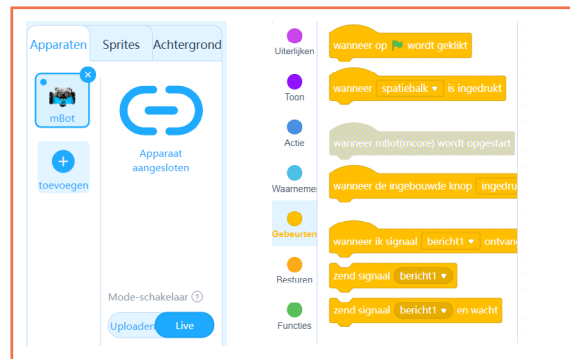 Apparaten Sprites Achtergrond
mBot
toevoegen
Apparaat
aangesloten
Mode-schakelaar ?
Uploaden Live
Uiterlijken
Toon
Actie
Waarneme
Gebeurten
Besturen
Functies
wanneer op wordt geklikt
wanneer spatiebalk is ingedrukt
wanneer mBot(mcore) wordt opgestart
wanneer de ingebouwde knop ingedru
wanneer ik signaal bericht1 ontvan
zend signaal bericht1
zend signaal bericht1 en wacht